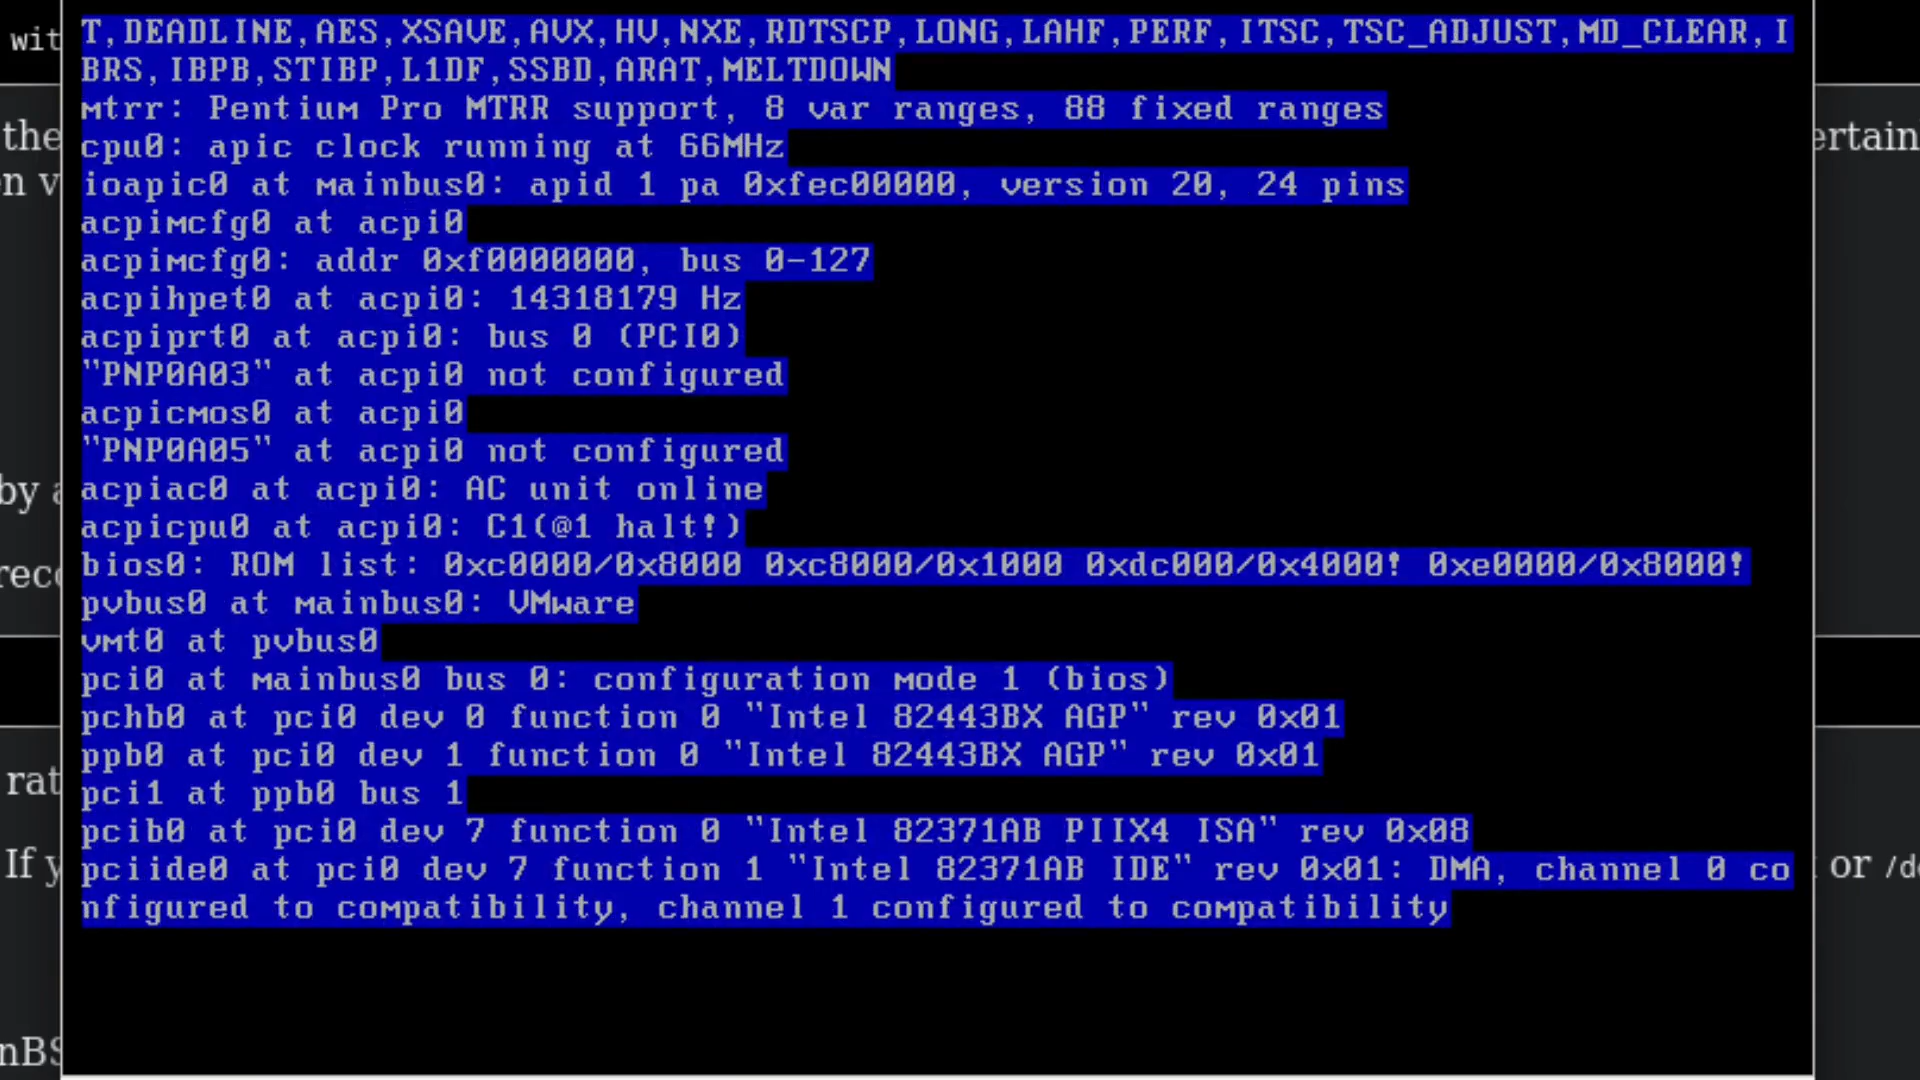 T,DEADLINE,AES,XSAVE,AVX,HV,NXE,RDTSCP,LONG,LAHF,PERF,ITSC,TSC_ADJUST,MD_CLEAR,I
BRS,IBPB,STIBP,L1DF,SSBD,ARAT,MELTDOWN
mtrr: Pentium Pro MTRR support, 8 var ranges, 88 fixed ranges
cpu0: apic clock running at 66MHz
ioapic0 at mainbus0: apid 1 pa 0xfec00000, version 20, 24 pins
acpimcfg0 at acpi0
acpimcfg0: addr 0xf0000000, bus 0-127
acpihpet0 at acpi0: 14318179 Hz
acpiprt0 at acpi0: bus 0 (PCI0)
"PNP0A03" at acpi0 not configured
acpicmos0 at acpi0
"PNP0A05" at acpi0 not configured
acpiac0 at acpi0: AC unit online
acpicpu0 at acpi0: C1(@1 halt!)
bios0: ROM list: 0xc0000/0x8000 0xc8000/0x1000 0xdc000/0x4000! 0xe0000/0x8000!
pvbus0 at mainbus0: VMware
vmt0 at pvbus0
pci0 at mainbus0 bus 0: configuration mode 1 (bios)
pchb0 at pci0 dev 0 function 0 "Intel 82443BX AGP" rev 0x01
ppb0 at pci0 dev 1 function 0 "Intel 82443BX AGP" rev 0x01
pci1 at ppb0 bus 1
pcib0 at pci0 dev 7 function 0 "Intel 82371AB PIIX4 ISA" rev 0x08
pciide0 at pci0 dev 7 function 1 "Intel 82371AB IDE" rev 0x01: DMA, channel 0 co
nfigured to compatibility, channel 1 configured to compatibility
wit
the
n v
by
rec
rat
If y
nBS
ertain
or /d